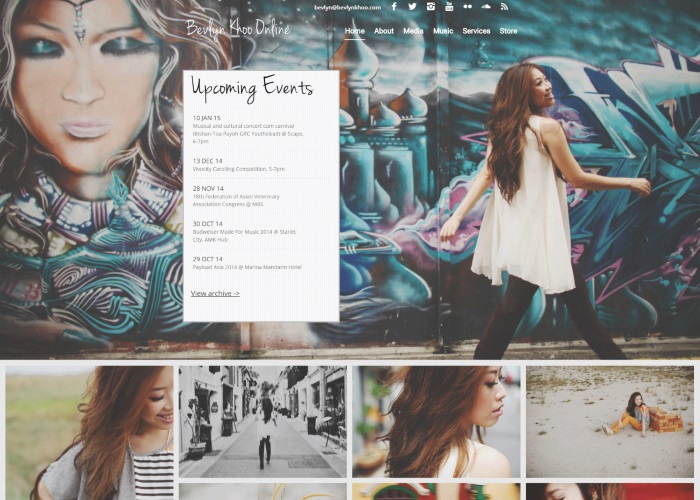 bevlyn@bevlynkhoo.com
Bevlyn Khoo Online
Home About Media Music Services Store
Upcoming Events
10 JAN 15
Musical and cultural concert cum carnival
(Bishan-Toa Payoh GRC Youthsleadz @ Scape,
6-7pm
13 DEC 14
Vivocity Carolling Competition, 5-7pm
28 NOV 14
18th Federation of Asian Veterinary
Association Congress @ MBS
30 OCT 14
Budweiser Made For Music 2014 @ Starlet
City, AMK Hub
29 OCT 14
Payload Asia 2014 @ Marina Mandarin Hotel
View archive ->